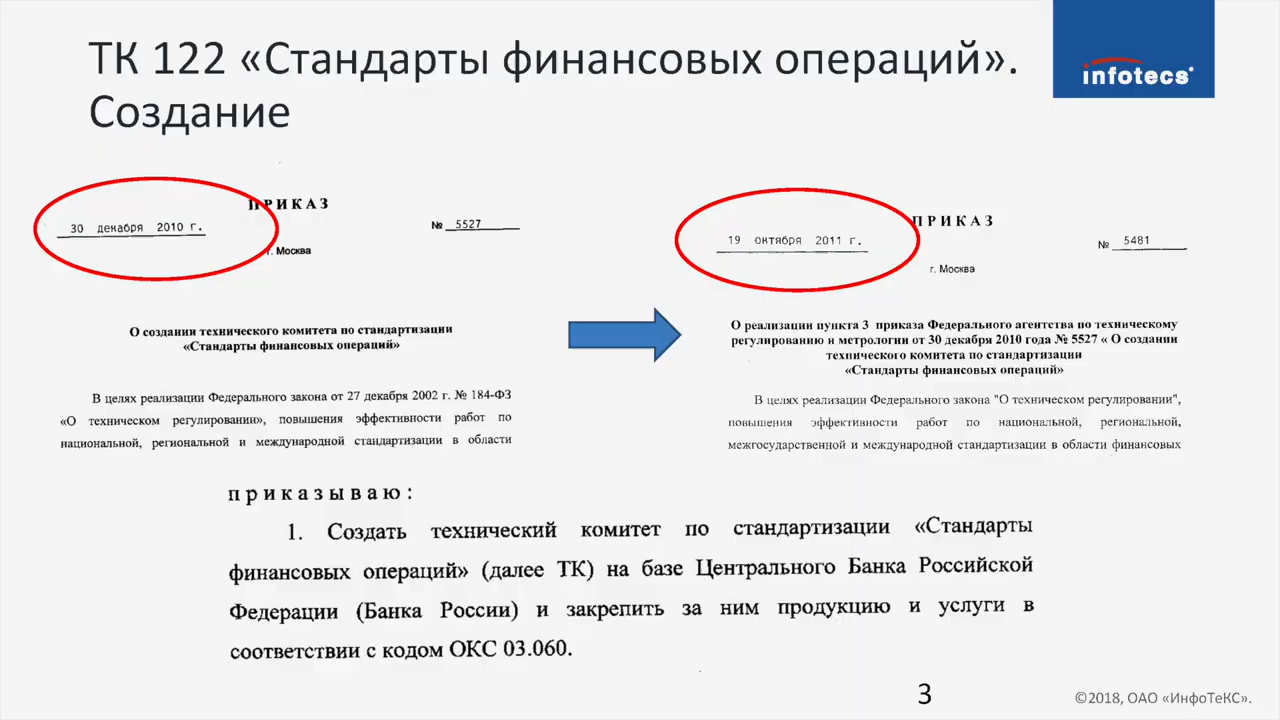 ТК 122 «Стандарты финансовых операций».
Создание
infotecs
ПРИКАЗ
30 декабря 2010 г.
№ 5527
г. Москва
О создании технического комитета по стандартизации
«Стандарты финансовых операций»
В целях реализации Федерального закона от 27 декабря 2002 г. № 184-ФЗ
«О техническом регулировании», повышения эффективности работ по
национальной, региональной и международной стандартизации в области
ПРИКАЗ
19 октября 2011 г.
№ 5481
г. Москва
О реализации пункта 3 приказа Федерального агентства по техническому
регулированию и метрологии от 30 декабря 2010 года № 5527 « О создании
технического комитета по стандартизации
«Стандарты финансовых операций»
В целях реализации Федерального закона "О техническом регулировании",
повышения эффективности работ по национальной, региональной,
межгосударственной и международной стандартизации в области финансовых
приказываю:
1. Создать технический комитет по стандартизации «Стандарты
финансовых операций» (далее ТК) на базе Центрального Банка Российской
Федерации (Банка России) и закрепить за ним продукцию и услуги в
соответствии с кодом ОКС 03.060.
3
©2018, ОАО «ИнфоТеКС».